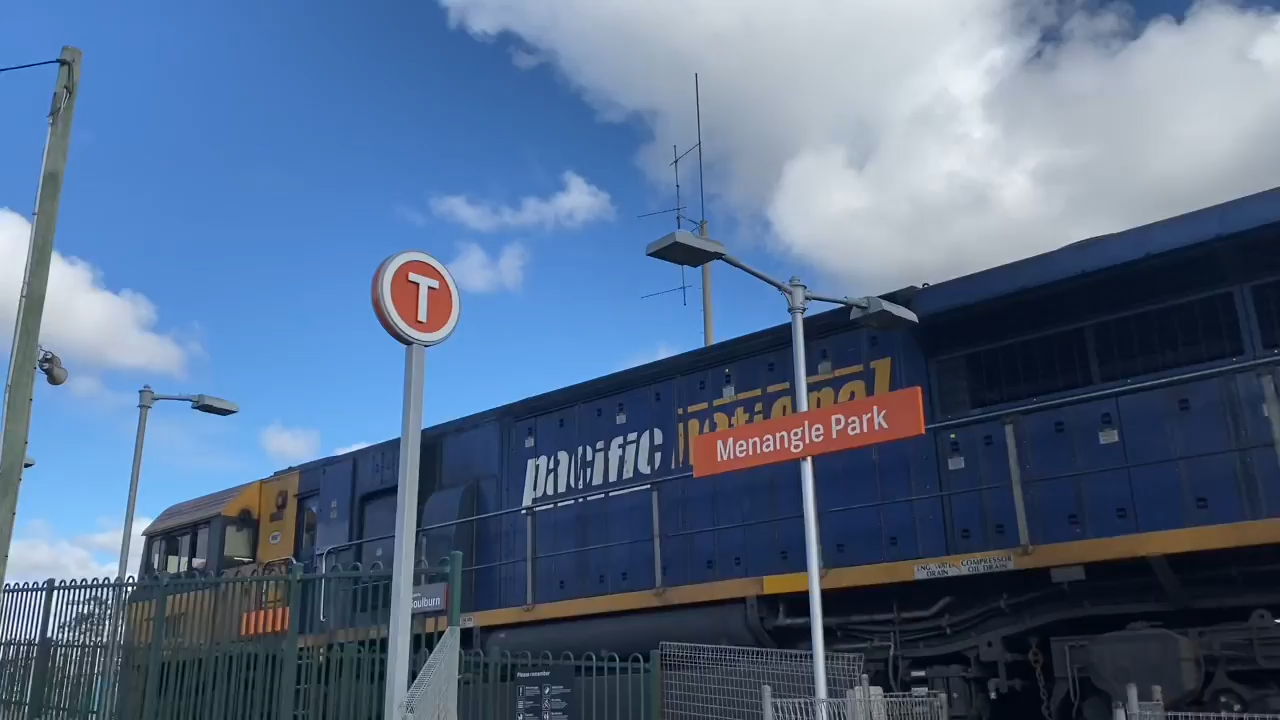 T
pacific national
Menangle Park
ENG. WATER DRAIN
COMPRESSOR OIL DRAIN
Goulburn
Please remember